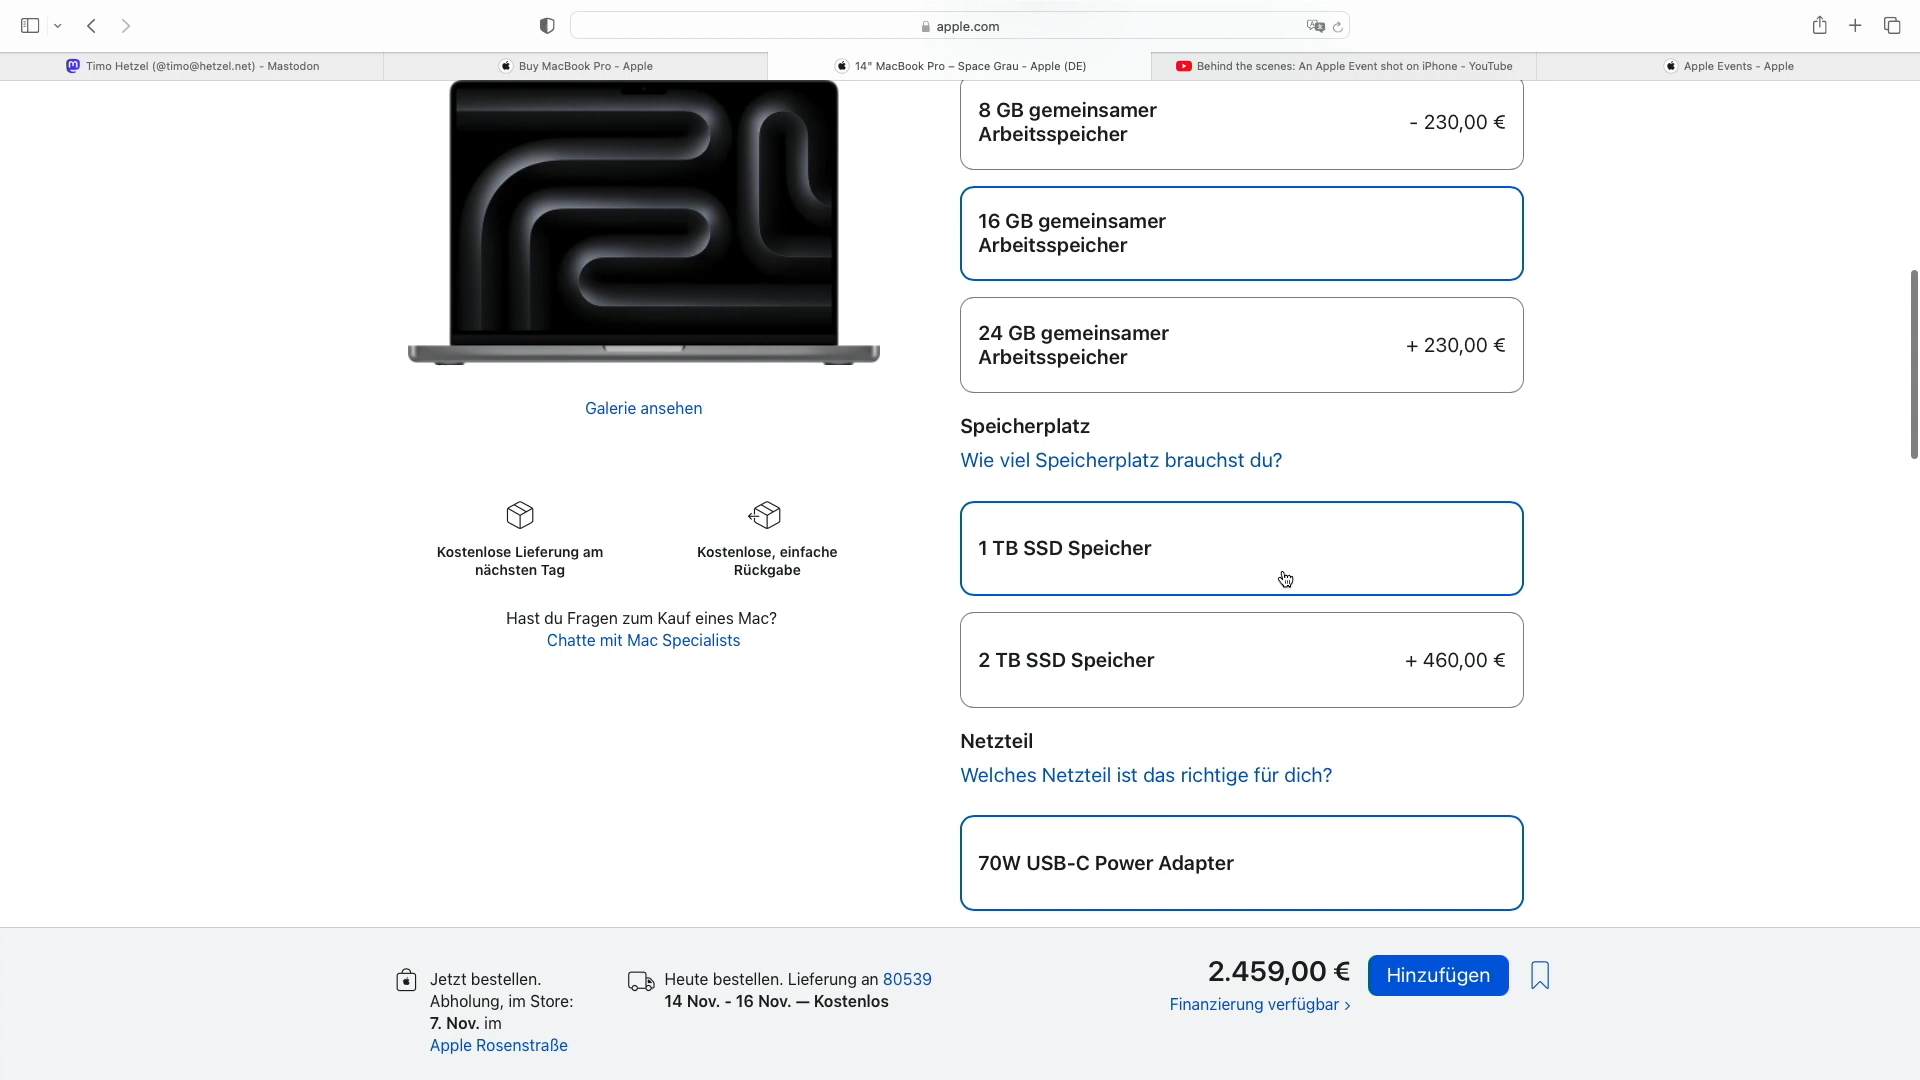 apple.com
Timo Hetzel (@timo@hetzel.net) - Mastodon
Buy MacBook Pro - Apple
14" MacBook Pro – Space Grau - Apple (DE)
Behind the scenes: An Apple Event shot on iPhone - YouTube
Apple Events - Apple
8 GB gemeinsamer
Arbeitsspeicher
- 230,00 €
16 GB gemeinsamer
Arbeitsspeicher
24 GB gemeinsamer
Arbeitsspeicher
+ 230,00 €
Galerie ansehen
Speicherplatz
Wie viel Speicherplatz brauchst du?
1 TB SSD Speicher
Kostenlose Lieferung am
nächsten Tag
Kostenlose, einfache
Rückgabe
Hast du Fragen zum Kauf eines Mac?
Chatte mit Mac Specialists
2 TB SSD Speicher
+ 460,00 €
Netzteil
Welches Netzteil ist das richtige für dich?
70W USB-C Power Adapter
Jetzt bestellen.
Abholung, im Store:
7. Nov. im
Apple Rosenstraße
Heute bestellen. Lieferung an 80539
14 Nov. - 16 Nov. — Kostenlos
2.459,00 €
Finanzierung verfügbar >
Hinzufügen